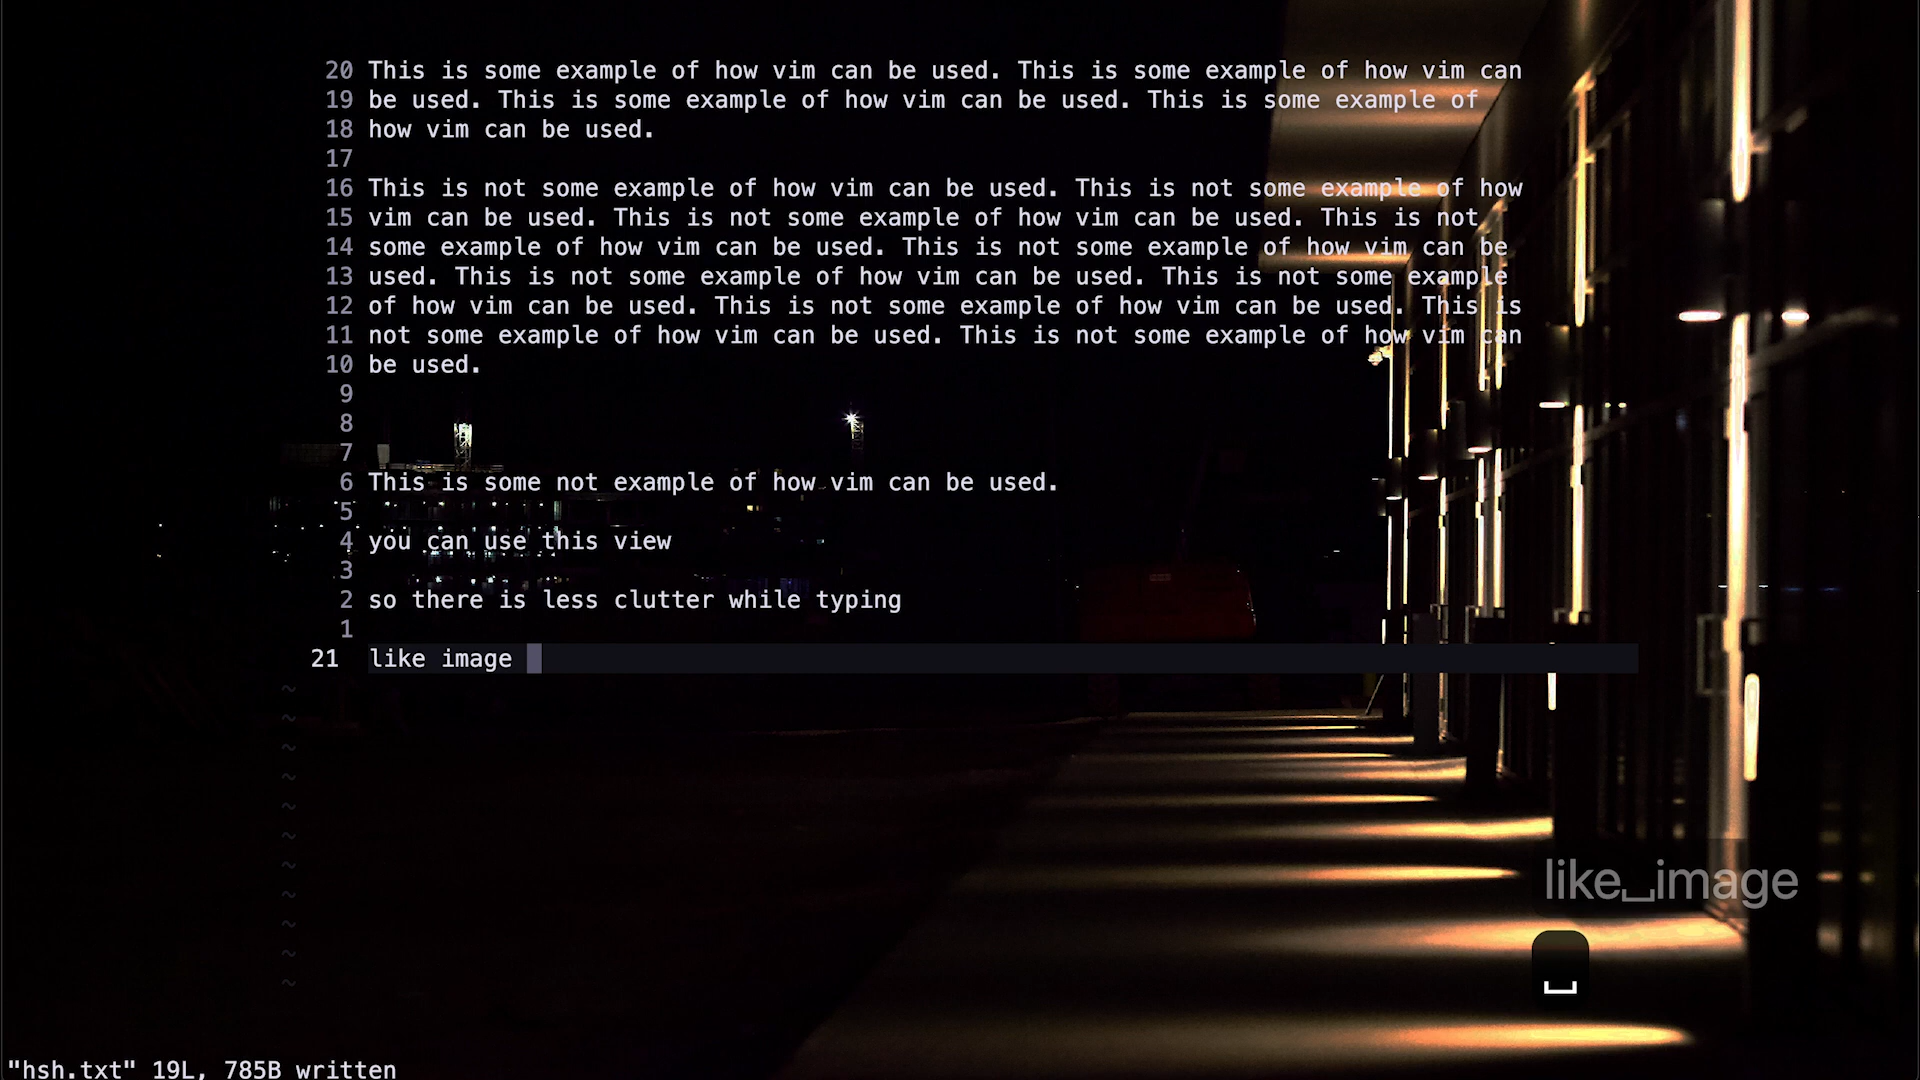 20 This is some example of how vim can be used. This is some example of how vim can
19 be used. This is some example of how vim can be used. This is some example of
18 how vim can be used.
17
16 This is not some example of how vim can be used. This is not some example of how
15 vim can be used. This is not some example of how vim can be used. This is not
14 some example of how vim can be used. This is not some example of how vim can be
13 used. This is not some example of how vim can be used. This is not some example
12 of how vim can be used. This is not some example of how vim can be used. This is
11 not some example of how vim can be used. This is not some example of how vim can
10 be used.
9
8
7
6 This is some not example of how vim can be used.
5
4 you can use this view
3
2 so there is less clutter while typing
1
21 like image
~
~
~
~
~
~
~
~
~
~
~
like␣image
␣
"hsh.txt" 19L, 785B written